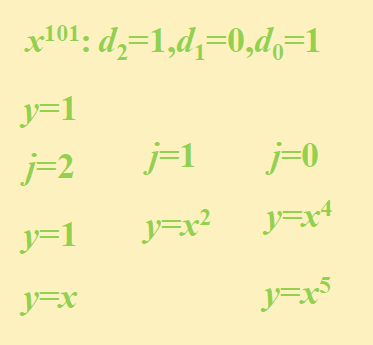 x¹⁰¹: d₂=1,d₁=0,d₀=1
y=1
j=2 j=1 j=0
y=1 y=x² y=x⁴
y=x y=x⁵